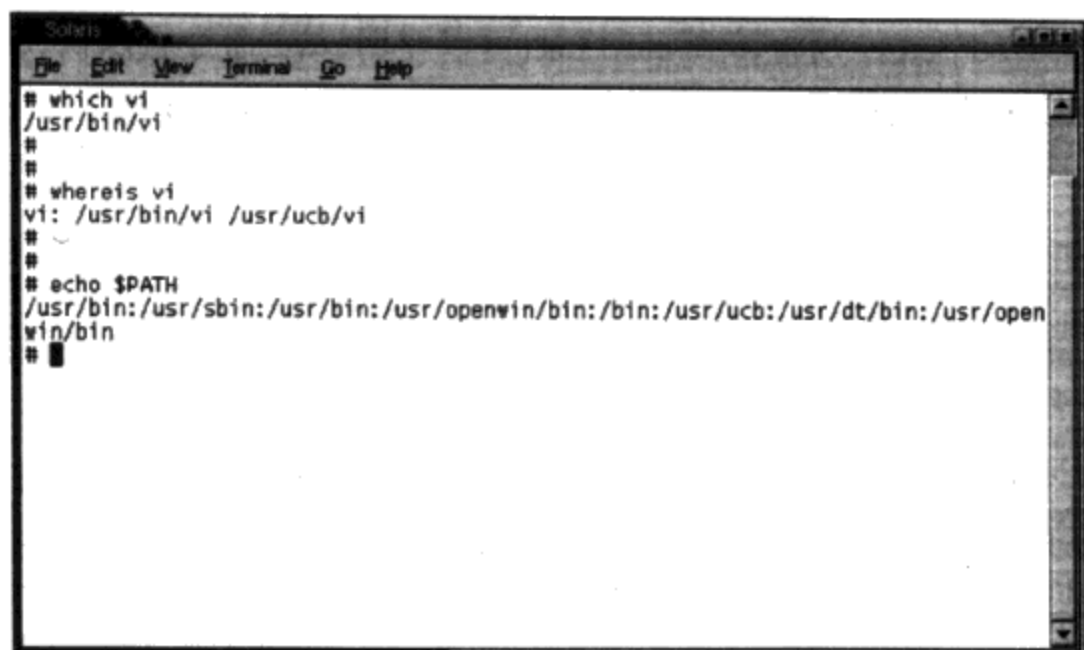 Solaris
File Edit View Terminal Go Help
# which vi
/usr/bin/vi
#
#
# whereis vi
vi: /usr/bin/vi /usr/ucb/vi
#
#
# echo $PATH
/usr/bin:/usr/sbin:/usr/bin:/usr/openwin/bin:/bin:/usr/ucb:/usr/dt/bin:/usr/open
win/bin
#